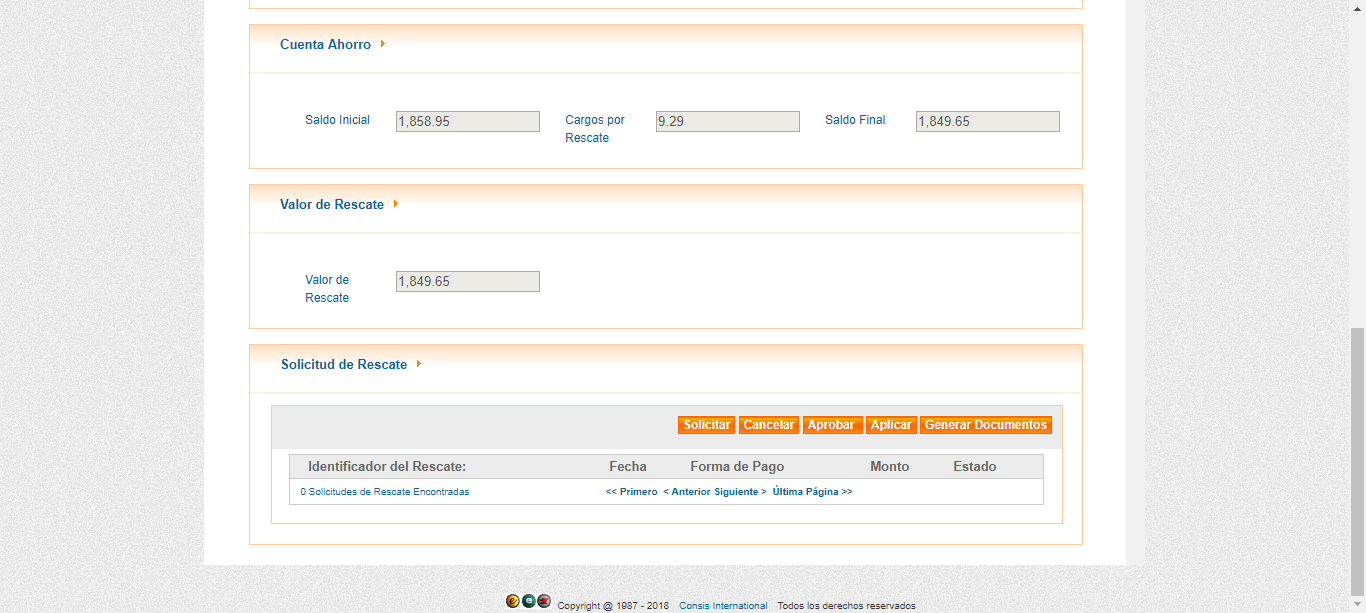 Cuenta Ahorro
Saldo Inicial 1,858.95 Cargos por Rescate 9.29 Saldo Final 1,849.65
Valor de Rescate
Valor de Rescate 1,849.65
Solicitud de Rescate
Solicitar Cancelar Aprobar Aplicar Generar Documentos
Identificador del Rescate: Fecha Forma de Pago Monto Estado
0 Solicitudes de Rescate Encontradas << Primero < Anterior Siguiente > Última Página >>
Copyright @ 1987 - 2018 Consis International Todos los derechos reservados